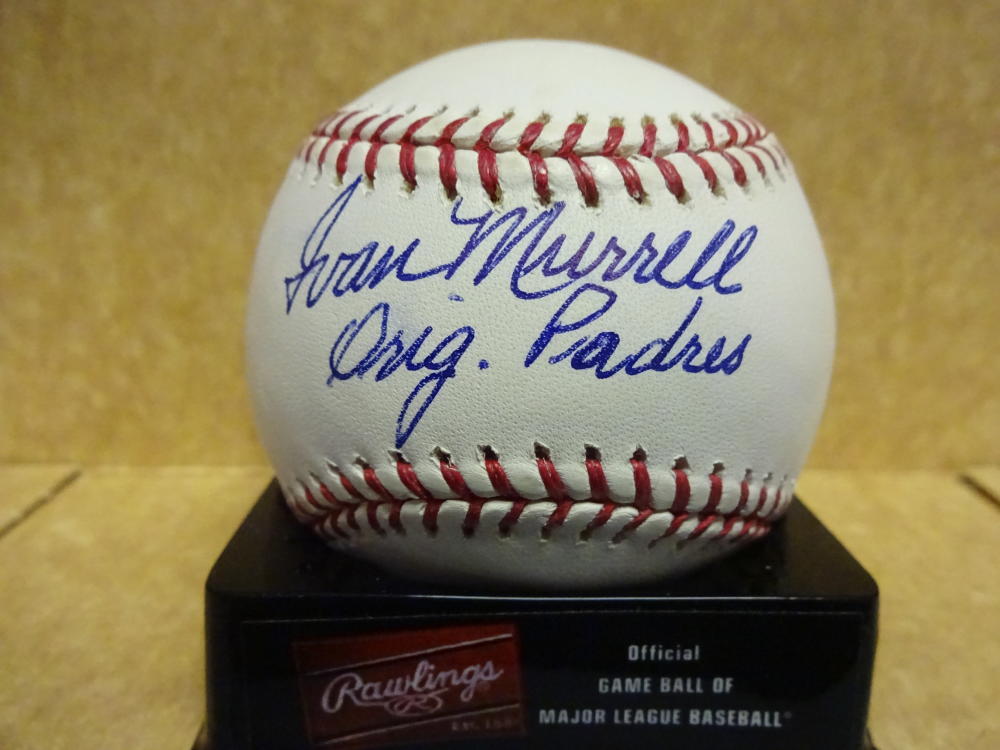 Ivan Murrell
Orig. Padres
Rawlings
Official
GAME BALL OF
MAJOR LEAGUE BASEBALL®